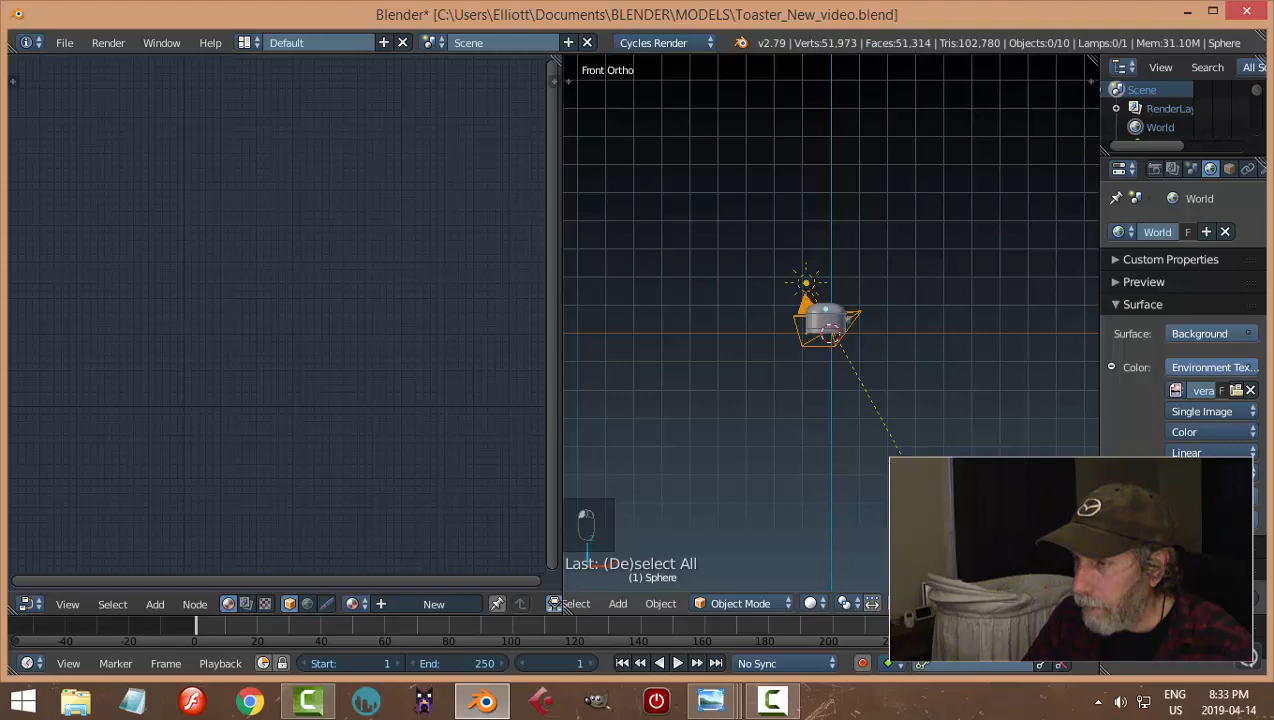 Blender* [C:\Users\Elliott\Documents\BLENDER\MODELS\Toaster_New_video.blend]
File Render Window Help Default Scene Cycles Render v2.79 | Verts:51,973 | Faces:51,314 | Tris:102,780 | Objects:0/10 | Lamps:0/1 | Mem:31.10M | Sphere
Front Ortho
View Search All Sc
Scene
RenderLay
World
World
World F
Custom Properties
Preview
Surface
Surface: Background
Color: Environment Tex...
vera F
Single Image
Color
Linear
Last: (De)select All
(1) Sphere
View Select Add Node New
elect Add Object Object Mode
-40 -20 0 20 40 60 80 100 120 140 160 180 200
View Marker Frame Playback Start: 1 End: 250 1 No Sync
ENG 8:33 PM
US 2019-04-14